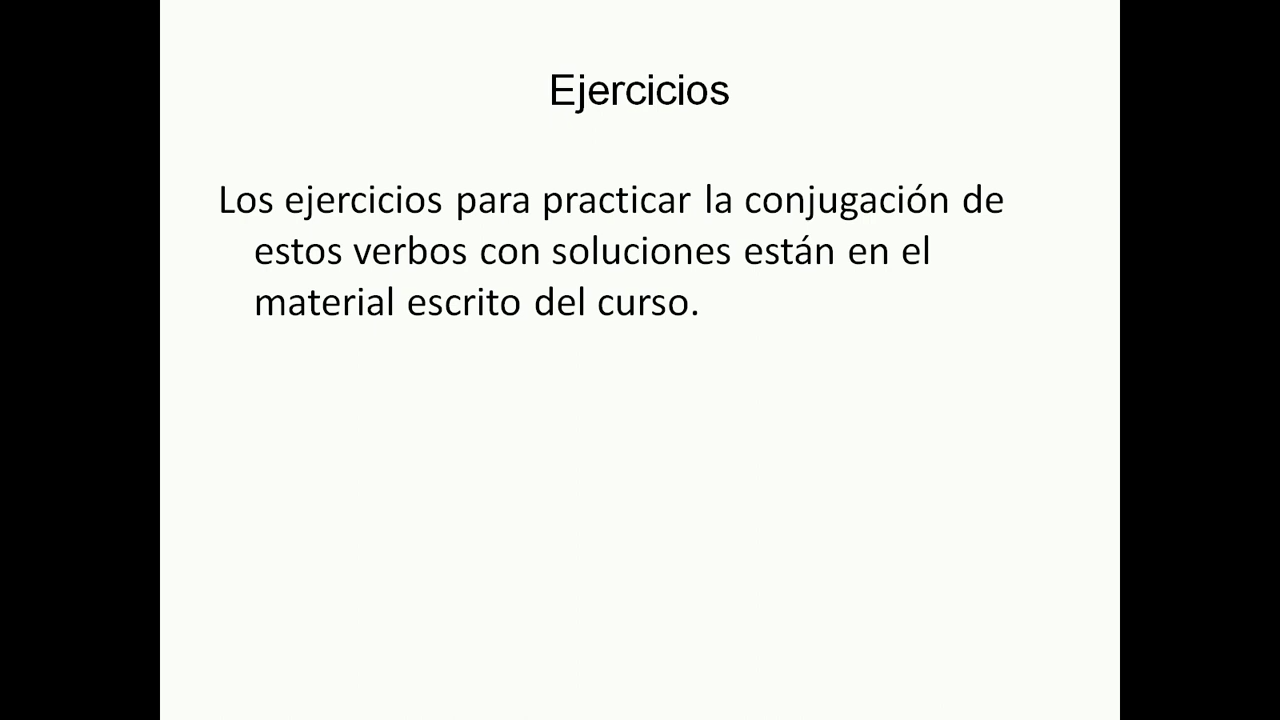 Ejercicios
Los ejercicios para practicar la conjugación de
estos verbos con soluciones están en el
material escrito del curso.